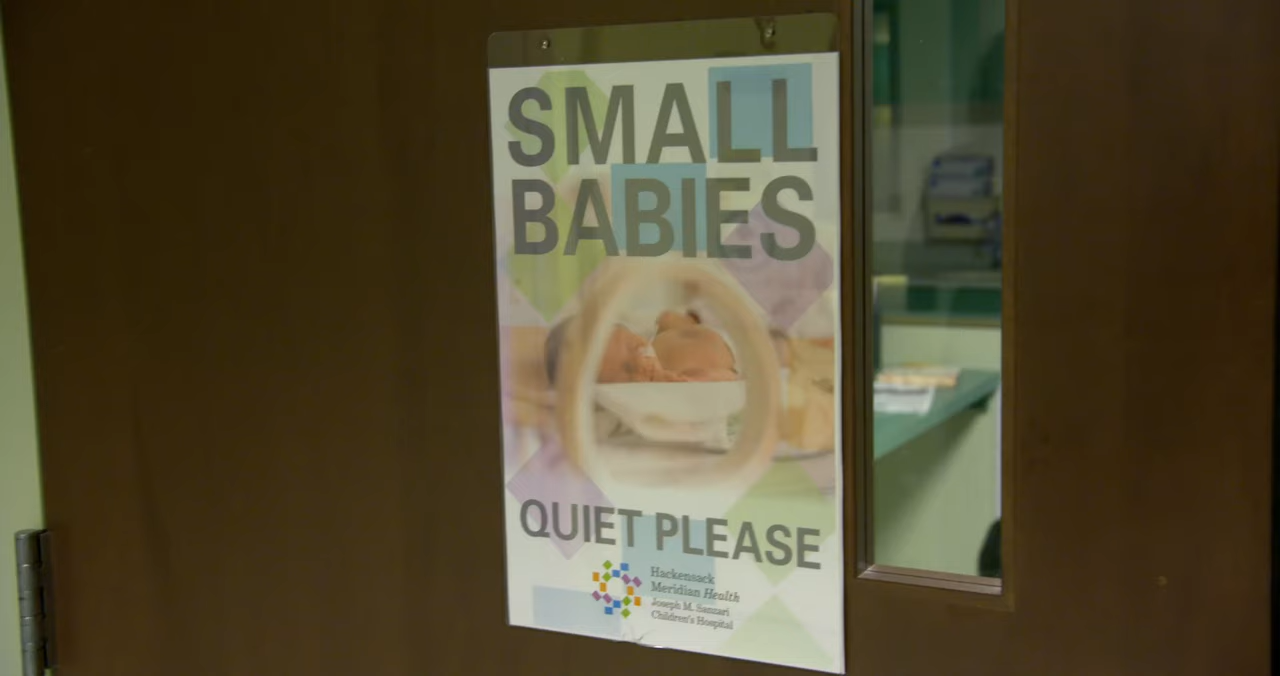 SMALL
BABIES
QUIET PLEASE
Hackensack
Meridian Health
Joseph M. Sanzari
Children's Hospital